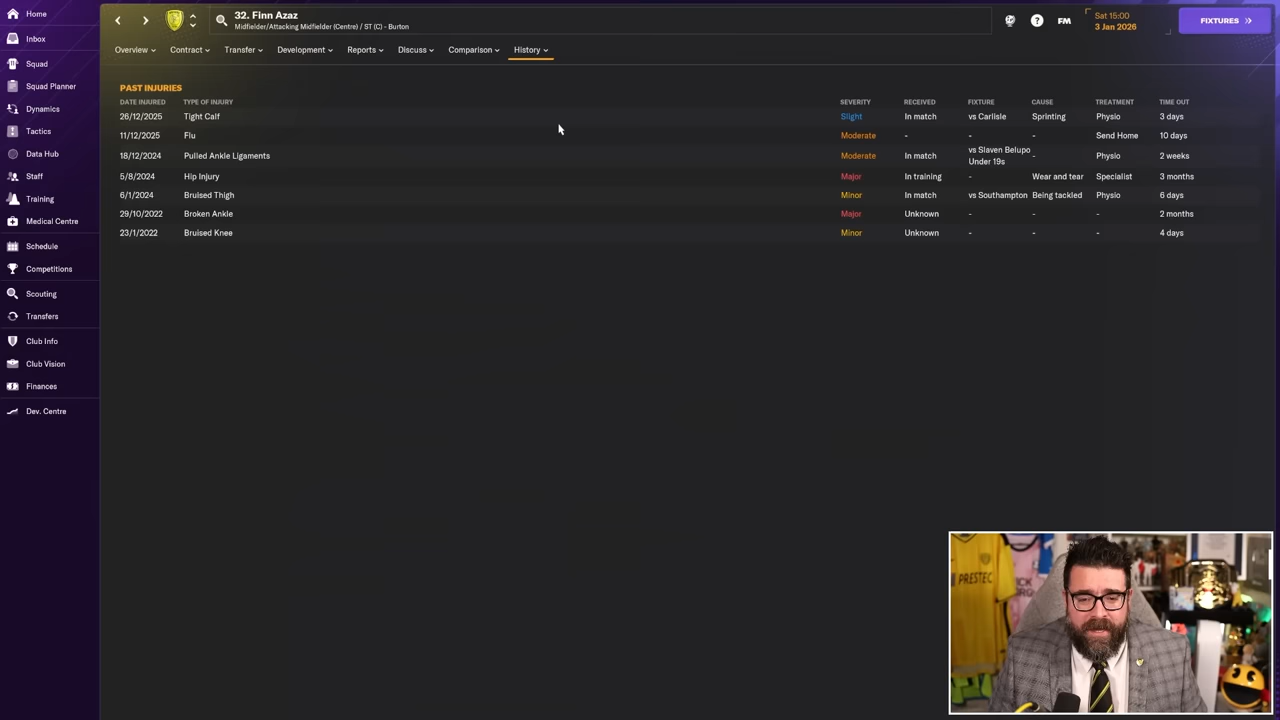 Home
Inbox
Squad
Squad Planner
Dynamics
Tactics
Data Hub
Staff
Training
Medical Centre
Schedule
Competitions
Scouting
Transfers
Club Info
Club Vision
Finances
Dev. Centre
32. Finn Azaz
Midfielder/Attacking Midfielder (Centre) / ST (C) - Burton
FM
Sat 15:00
3 Jan 2026
FIXTURES
Overview Contract Transfer Development Reports Discuss Comparison History
PAST INJURIES
DATE INJURED TYPE OF INJURY SEVERITY RECEIVED FIXTURE CAUSE TREATMENT TIME OUT
26/12/2025 Tight Calf Slight In match vs Carlisle Sprinting Physio 3 days
11/12/2025 Flu Moderate - - - Send Home 10 days
18/12/2024 Pulled Ankle Ligaments Moderate In match vs Slaven Belupo Under 19s - Physio 2 weeks
5/8/2024 Hip Injury Major In training - Wear and tear Specialist 3 months
6/1/2024 Bruised Thigh Minor In match vs Southampton Being tackled Physio 6 days
29/10/2022 Broken Ankle Major Unknown - - - 2 months
23/1/2022 Bruised Knee Minor Unknown - - - 4 days
PRESTEC